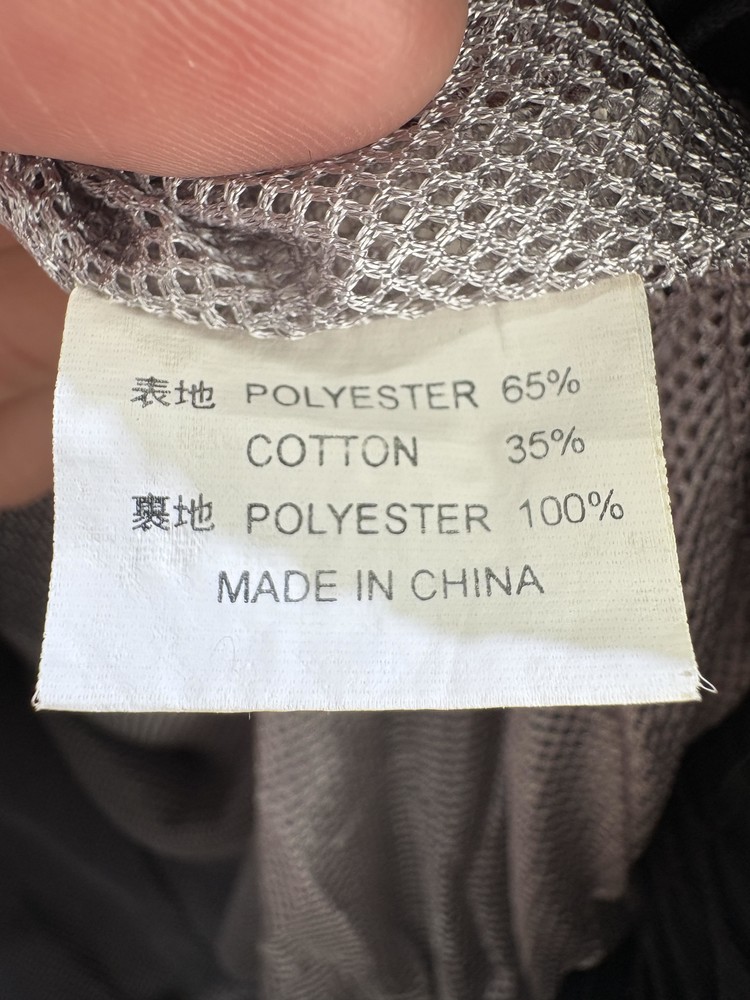 表地 POLYESTER 65%
COTTON 35%
裏地 POLYESTER 100%
MADE IN CHINA